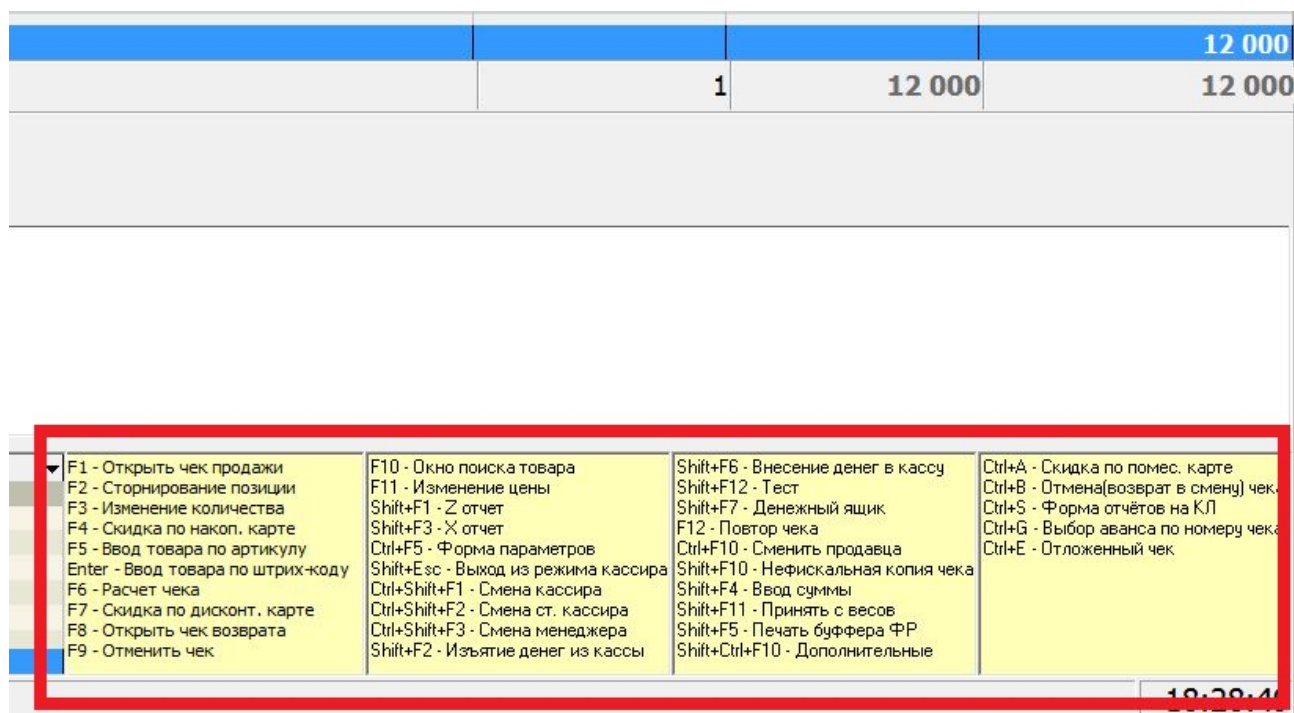 12 000
1 12 000 12 000
F1 - Открыть чек продажи
F2 - Сторнирование позиции
F3 - Изменение количества
F4 - Скидка по накоп. карте
F5 - Ввод товара по артикулу
Enter - Ввод товара по штрих-коду
F6 - Расчет чека
F7 - Скидка по дисконт. карте
F8 - Открыть чек возврата
F9 - Отменить чек
F10 - Окно поиска товара
F11 - Изменение цены
Shift+F1 - Z отчет
Shift+F3 - X отчет
Ctrl+F5 - Форма параметров
Shift+Esc - Выход из режима кассира
Ctrl+Shift+F1 - Смена кассира
Ctrl+Shift+F2 - Смена ст. кассира
Ctrl+Shift+F3 - Смена менеджера
Shift+F2 - Изъятие денег из кассы
Shift+F6 - Внесение денег в кассу
Shift+F12 - Тест
Shift+F7 - Денежный ящик
F12 - Повтор чека
Ctrl+F10 - Сменить продавца
Shift+F10 - Нефискальная копия чека
Shift+F4 - Ввод суммы
Shift+F11 - Принять с весов
Shift+F5 - Печать буффера ФР
Shift+Ctrl+F10 - Дополнительные
Ctrl+A - Скидка по помес. карте
Ctrl+B - Отмена(возврат в смену) чека
Ctrl+S - Форма отчётов на КЛ
Ctrl+G - Выбор аванса по номеру чека
Ctrl+E - Отложенный чек